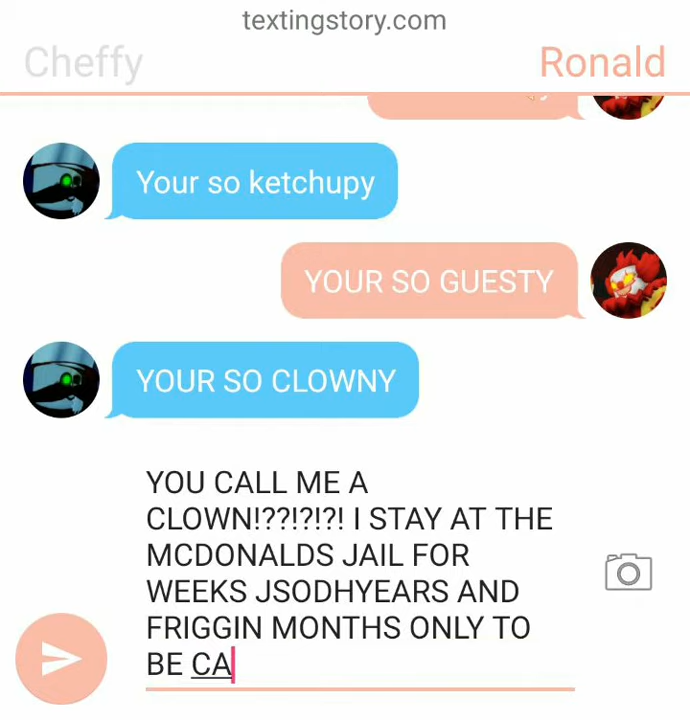 textingstory.com
Cheffy
Ronald
Your so ketchupy
YOUR SO GUESTY
YOUR SO CLOWNY
YOU CALL ME A
CLOWN!??!?!?! I STAY AT THE
MCDONALDS JAIL FOR
WEEKS JSODHYEARS AND
FRIGGIN MONTHS ONLY TO
BE CA